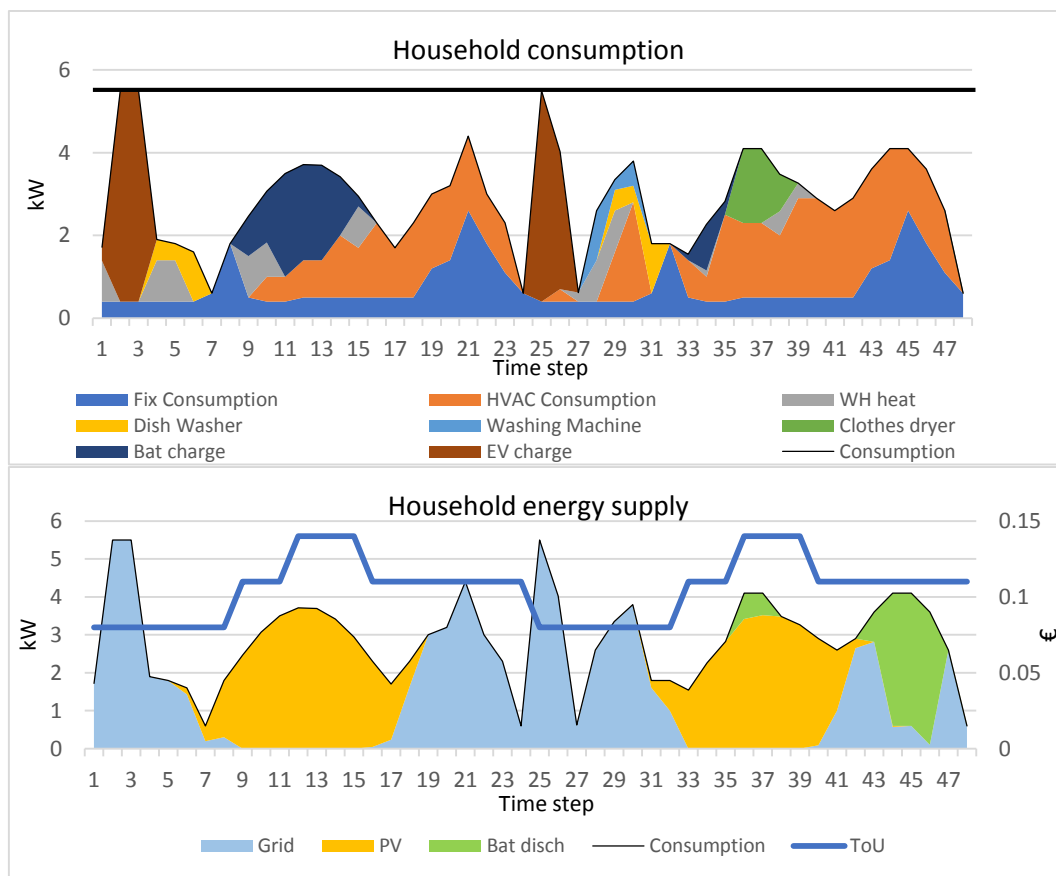 Household consumption
6
4
2
0
kW
1 3 5 7 9 11 13 15 17 19 21 23 25 27 29 31 33 35 37 39 41 43 45 47
Time step
Fix Consumption HVAC Consumption WH heat
Dish Washer Washing Machine Clothes dryer
Bat charge EV charge Consumption
Household energy supply
6 0.15
5
4 0.1
3
2 0.05
1
0 0
kW
€
1 3 5 7 9 11 13 15 17 19 21 23 25 27 29 31 33 35 37 39 41 43 45 47
Time step
Grid PV Bat disch Consumption ToU